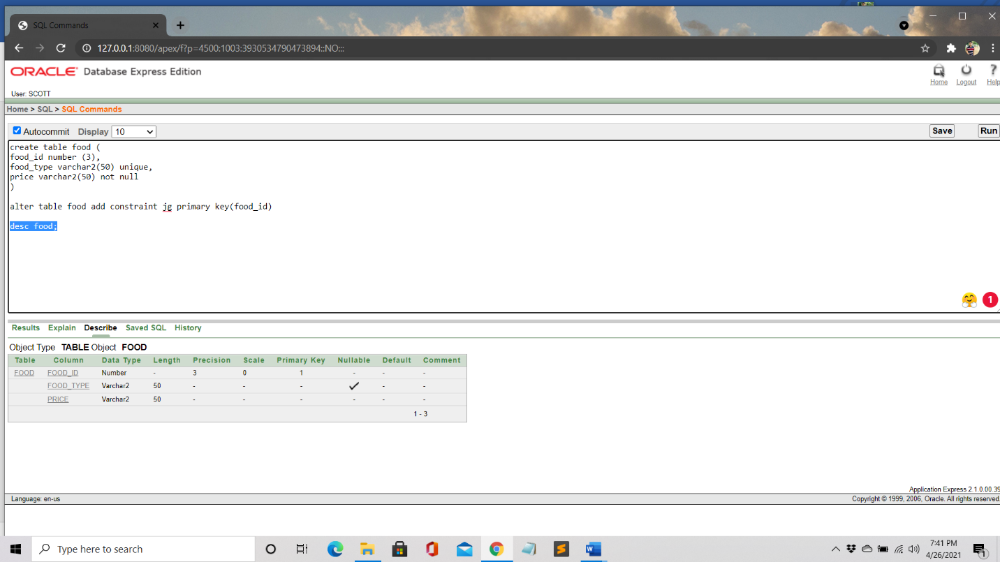 SQL Commands
127.0.0.1:8080/apex/f?p=4500:1003:3930534790473894::NO:::
ORACLE Database Express Edition
Home Logout Help
User: SCOTT
Home > SQL > SQL Commands
Autocommit Display 10 Save Run
create table food (
food_id number (3),
food_type varchar2(50) unique,
price varchar2(50) not null
)
alter table food add constraint jg primary key(food_id)
desc food;
1
Results Explain Describe Saved SQL History
Object Type TABLE Object FOOD
Table Column Data Type Length Precision Scale Primary Key Nullable Default Comment
FOOD FOOD_ID Number - 3 0 1 - - -
FOOD_TYPE Varchar2 50 - - - - -
PRICE Varchar2 50 - - - - - -
1 - 3
Application Express 2.1.0.00.39
Language: en-us Copyright © 1999, 2006, Oracle. All rights reserved.
Type here to search
7:41 PM
4/26/2021
1